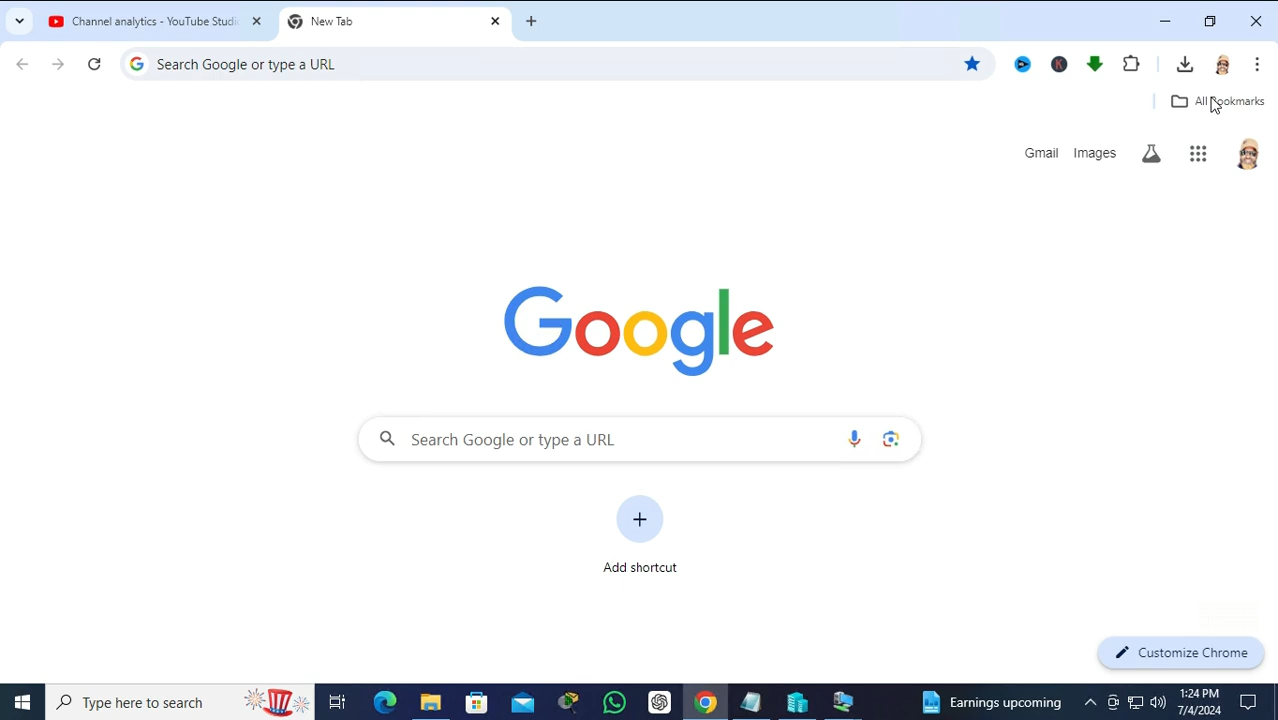 Channel analytics - YouTube Studi
New Tab
Search Google or type a URL
K
All Bookmarks
Gmail Images
Google
Search Google or type a URL
Add shortcut
Customize Chrome
Type here to search
Earnings upcoming
1:24 PM
7/4/2024